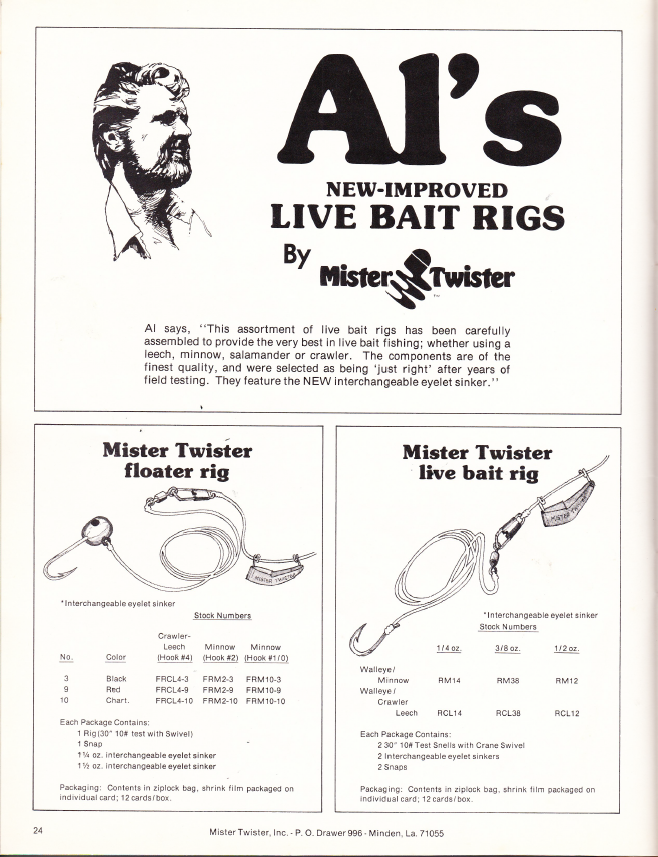 Al's
NEW-IMPROVED
LIVE BAIT RIGS
By
Mister Twister
TM
Al says, "This assortment of live bait rigs has been carefully
assembled to provide the very best in live bait fishing; whether using a
leech, minnow, salamander or crawler. The components are of the
finest quality, and were selected as being 'just right' after years of
field testing. They feature the NEW interchangeable eyelet sinker."
Mister Twister
floater rig
MISTER TWISTER
*Interchangeable eyelet sinker
Stock Numbers
Crawler-
Leech Minnow Minnow
No. Color (Hook #4) (Hook #2) (Hook #1/0)
3 Black FRCL4-3 FRM2-3 FRM10-3
9 Red FRCL4-9 FRM2-9 FRM10-9
10 Chart. FRCL4-10 FRM2-10 FRM10-10
Each Package Contains:
1 Rig (30" 10# test with Swivel)
1 Snap
1 ¼ oz. interchangeable eyelet sinker
1 ½ oz. interchangeable eyelet sinker
Packaging: Contents in ziplock bag, shrink film packaged on
individual card; 12 cards/box.
Mister Twister
live bait rig
MISTER TWISTER
*Interchangeable eyelet sinker
Stock Numbers
1/4 oz. 3/8 oz. 1/2 oz.
Walleye/
Minnow RM14 RM38 RM12
Walleye/
Crawler
Leech RCL14 RCL38 RCL12
Each Package Contains:
2 30" 10# Test Snells with Crane Swivel
2 Interchangeable eyelet sinkers
2 Snaps
Packaging: Contents in ziplock bag, shrink film packaged on
individual card; 12 cards/box.
24
Mister Twister, Inc. - P. O. Drawer 996 - Minden, La. 71055